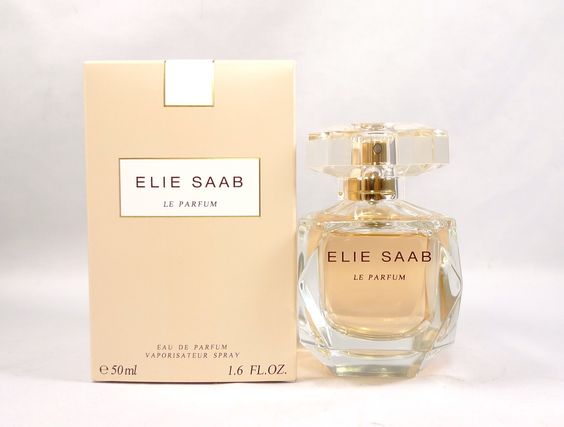 ELIE SAAB
LE PARFUM
EAU DE PARFUM
VAPORISATEUR SPRAY
℮ 50ml 1.6 FL.OZ.
ELIE SAAB
LE PARFUM